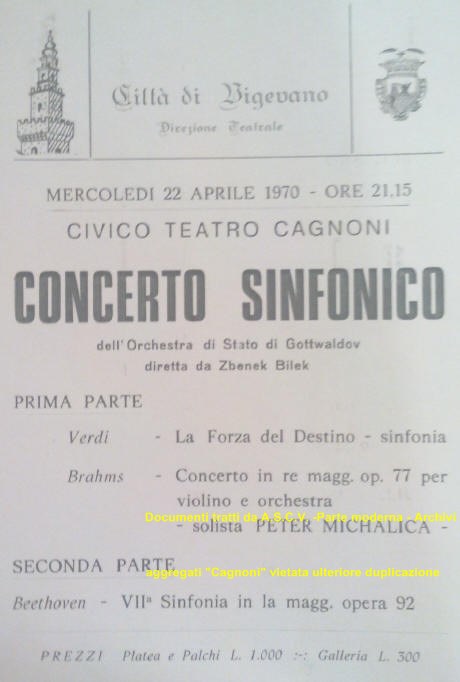 Città di Vigevano
Direzione Teatrale
MERCOLEDI 22 APRILE 1970 - ORE 21,15
CIVICO TEATRO CAGNONI
CONCERTO SINFONICO
dell'Orchestra di Stato di Gottwaldov
diretta da Zbenek Bilek
PRIMA PARTE
Verdi - La Forza del Destino - sinfonia
Brahms - Concerto in re magg. op. 77 per
violino e orchestra
Documenti tratti da A.S.C.V. -Parte moderna - Archivi
- solista PETER MICHALICA -
SECONDA PARTE
aggregati "Cagnoni" vietata ulteriore duplicazione
Beethoven - VIIª Sinfonia in la magg. opera 92
PREZZI Platea e Palchi L. 1.000 :-: Galleria L. 300